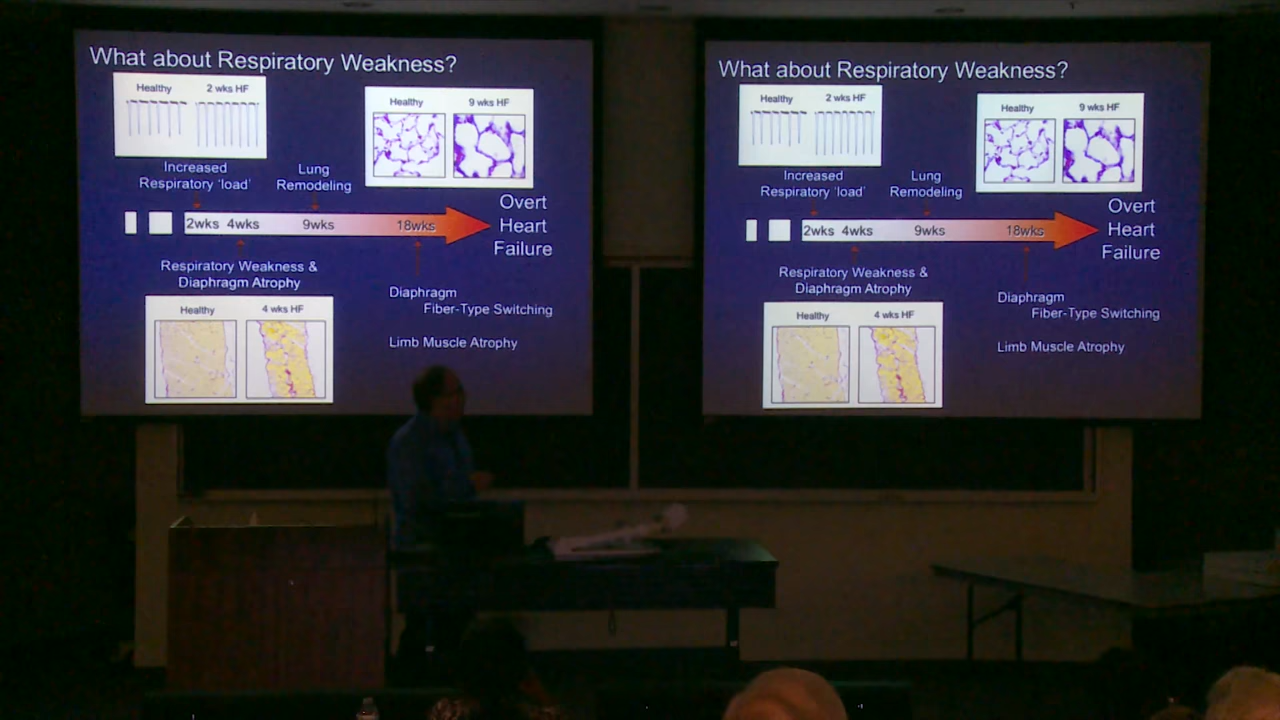 What about Respiratory Weakness?
Healthy 2 wks HF
Healthy 9 wks HF
Increased
Respiratory 'load'
Lung
Remodeling
2wks 4wks 9wks 18wks
Overt
Heart
Failure
Respiratory Weakness &
Diaphragm Atrophy
Healthy 4 wks HF
Diaphragm
Fiber-Type Switching
Limb Muscle Atrophy
What about Respiratory Weakness?
Healthy 2 wks HF
Healthy 9 wks HF
Increased
Respiratory 'load'
Lung
Remodeling
2wks 4wks 9wks 18wks
Overt
Heart
Failure
Respiratory Weakness &
Diaphragm Atrophy
Healthy 4 wks HF
Diaphragm
Fiber-Type Switching
Limb Muscle Atrophy